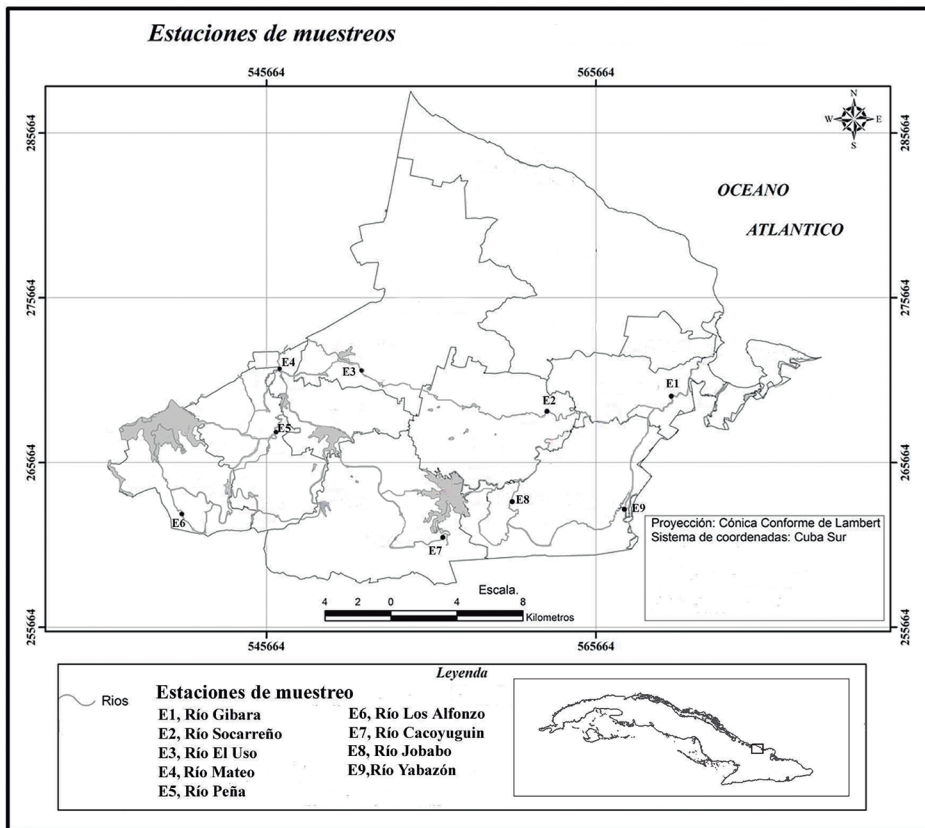 Estaciones de muestreos
545664
565664
N
W
E
S
285664
285664
OCEANO
ATLANTICO
275664
275664
E4
E3
E1
E2
E5
265664
265664
E8
E6
E9
E7
Proyección: Cónica Conforme de Lambert
Sistema de coordenadas: Cuba Sur
Escala.
4 2 0 4 8
Kilometros
255664
255664
545664
565664
Leyenda
Rios
Estaciones de muestreo
E1, Río Gibara
E2, Río Socarreño
E3, Río El Uso
E4, Río Mateo
E5, Río Peña
E6, Río Los Alfonzo
E7, Río Cacoyuguin
E8, Río Jobabo
E9,Río Yabazón